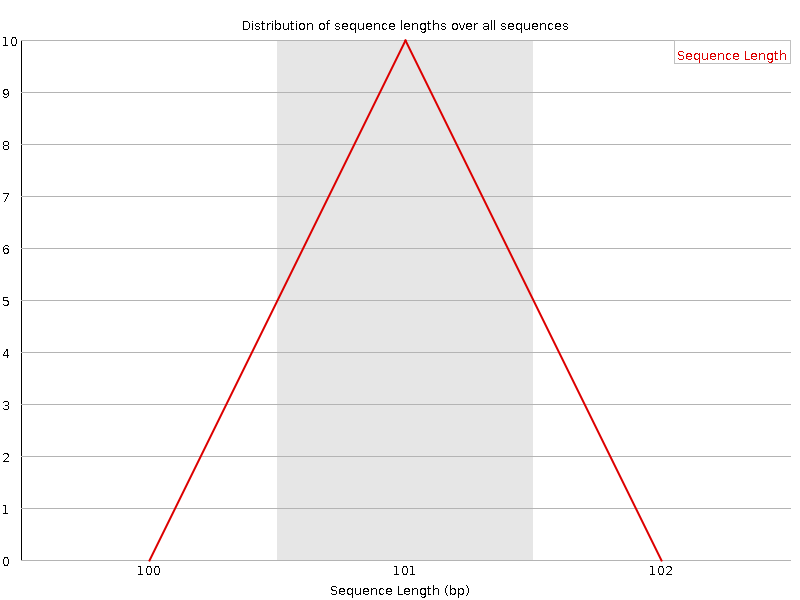 Distribution of sequence lengths over all sequences
Sequence Length
10
9
8
7
6
5
4
3
2
1
0
100 101 102
Sequence Length (bp)